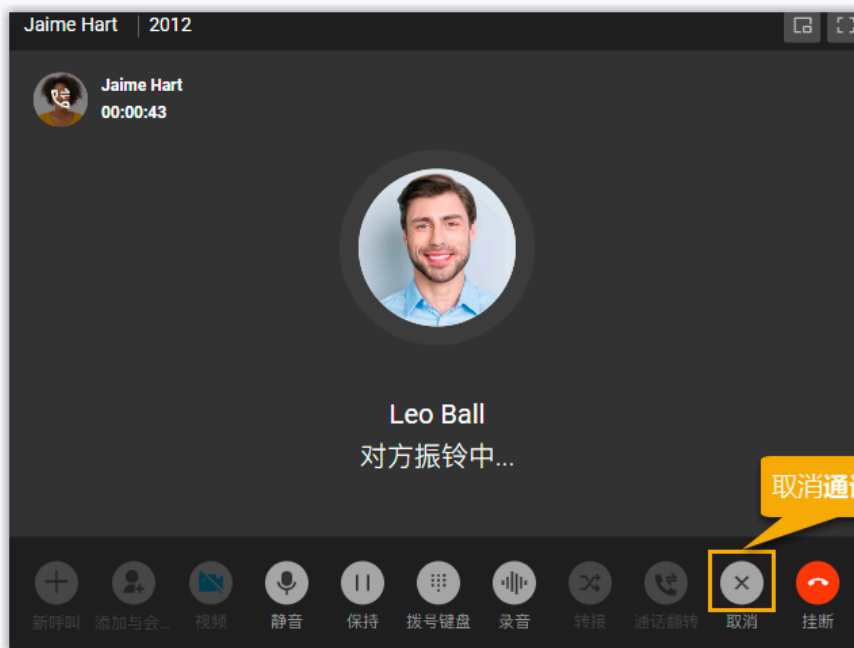 Jaime Hart | 2012
Jaime Hart
00:00:43
Leo Ball
对方振铃中...
取消通
新呼叫 添加与会... 视频 静音 保持 拨号键盘 录音 转接 通话翻转 取消 挂断